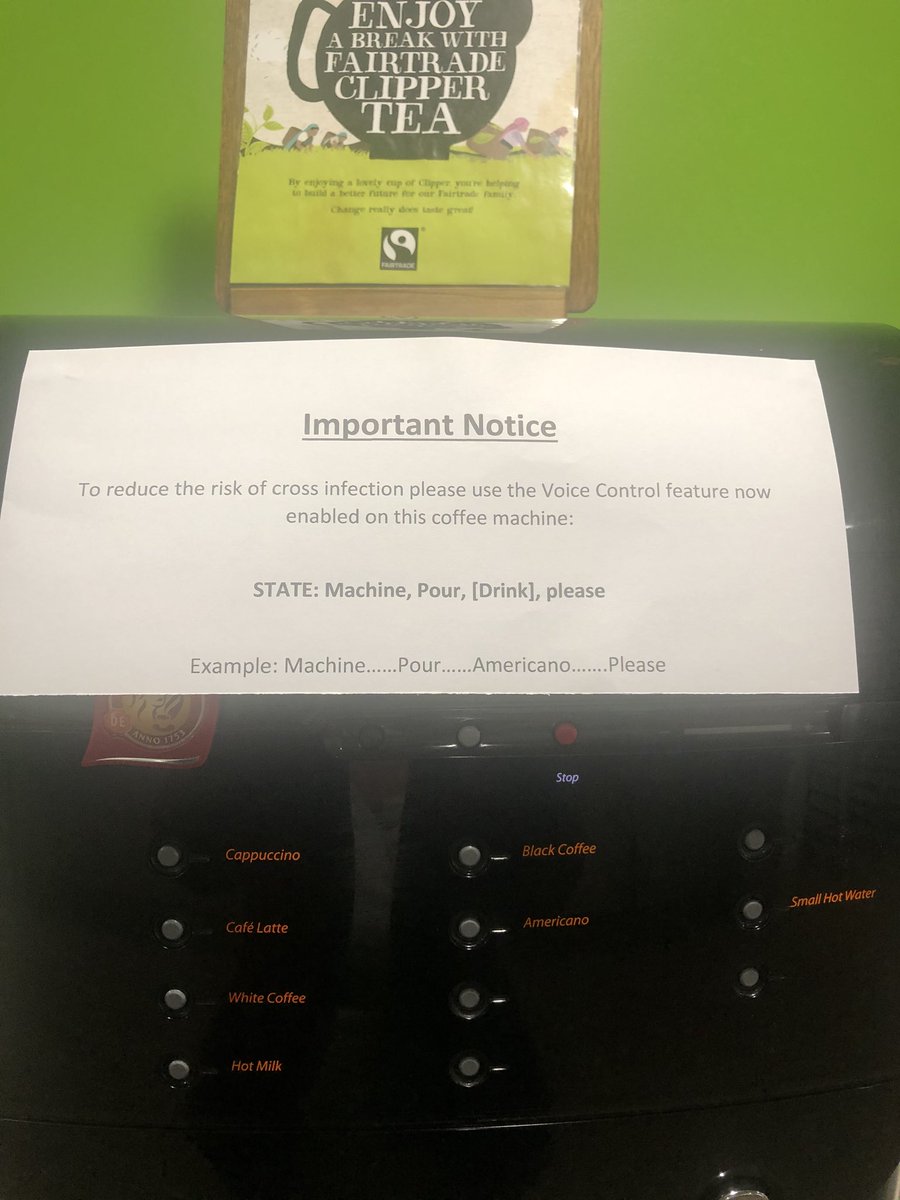 ENJOY
A BREAK WITH
FAIRTRADE
CLIPPER
TEA
By enjoying a lovely cup of Clipper, you're helping
to build a better future for our Fairtrade family.
Change really does taste great!
FAIRTRADE
Important Notice
To reduce the risk of cross infection please use the Voice Control feature now
enabled on this coffee machine:
STATE: Machine, Pour, [Drink], please
Example: Machine......Pour......Americano.......Please
DE
ANNO 1753
Stop
Cappuccino
Black Coffee
Café Latte
Americano
Small Hot Water
White Coffee
Hot Milk